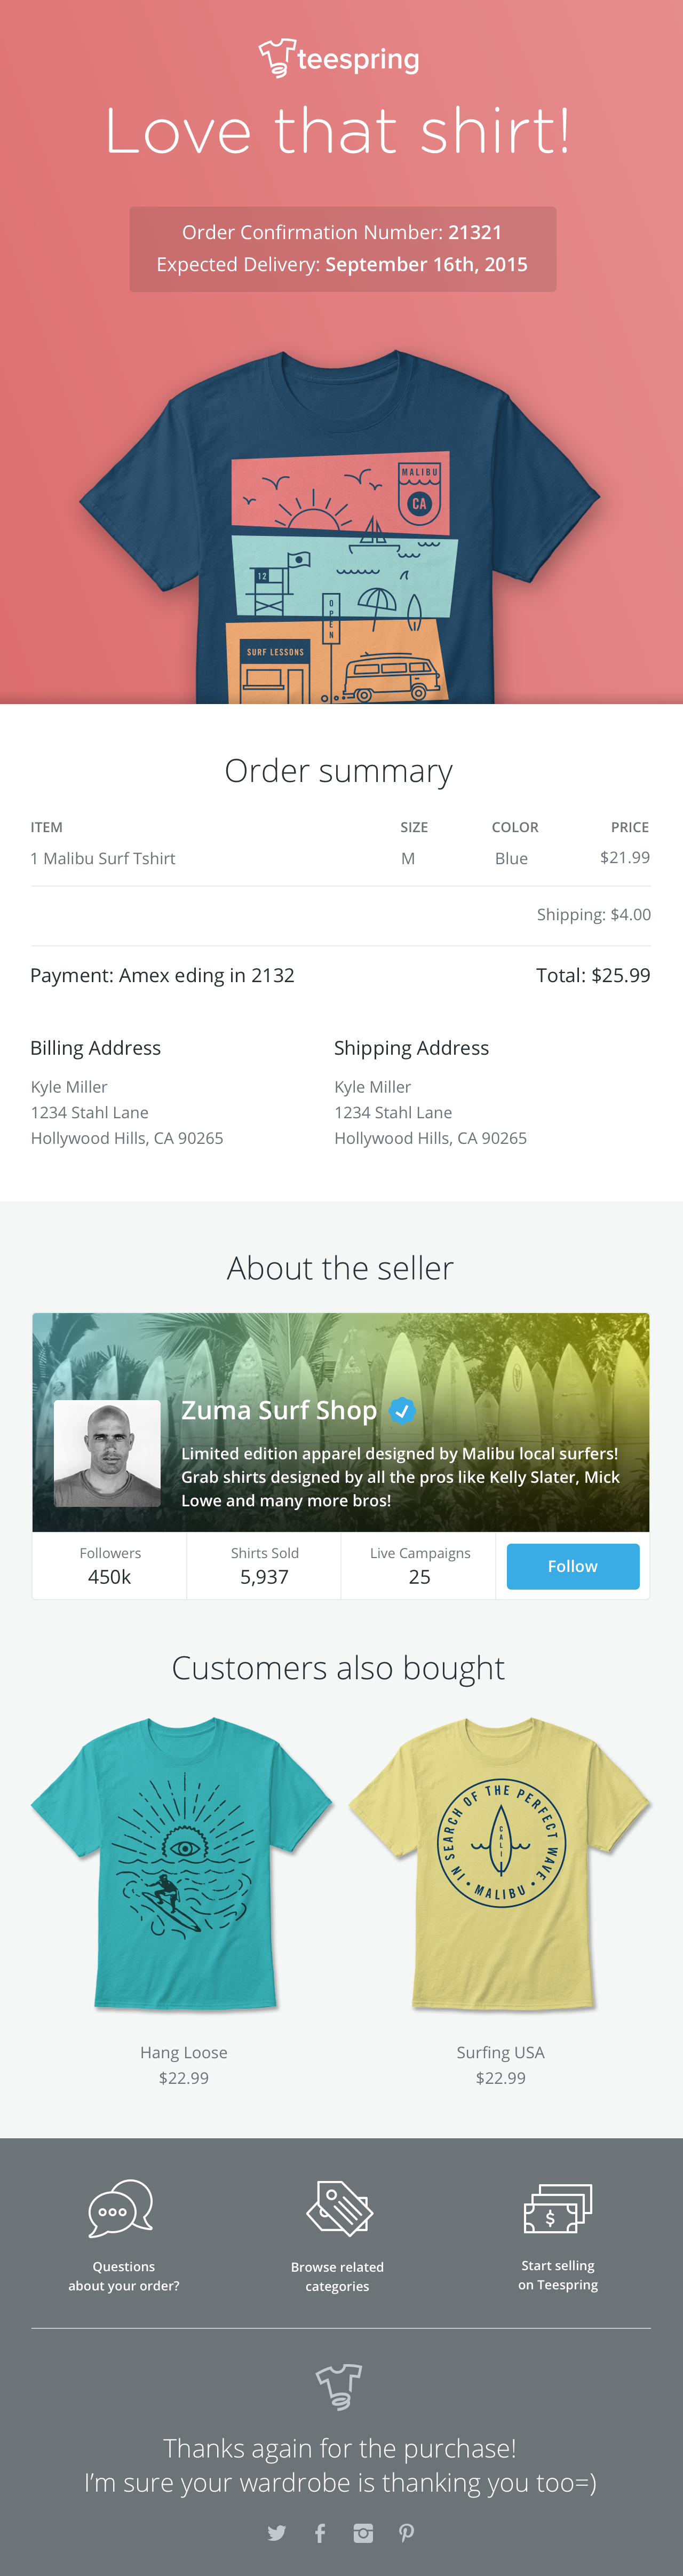 teespring
Love that shirt!
Order Confirmation Number: 21321
Expected Delivery: September 16th, 2015
MALIBU
CA
12
OPEN
SURF LESSONS
Order summary
ITEM SIZE COLOR PRICE
1 Malibu Surf Tshirt M Blue $21.99
Shipping: $4.00
Payment: Amex eding in 2132 Total: $25.99
Billing Address Shipping Address
Kyle Miller Kyle Miller
1234 Stahl Lane 1234 Stahl Lane
Hollywood Hills, CA 90265 Hollywood Hills, CA 90265
About the seller
Zuma Surf Shop
Limited edition apparel designed by Malibu local surfers!
Grab shirts designed by all the pros like Kelly Slater, Mick
Lowe and many more bros!
Followers Shirts Sold Live Campaigns
450k 5,937 25
Follow
Customers also bought
IN SEARCH OF THE PERFECT WAVE
CALI
• MALIBU •
Hang Loose Surfing USA
$22.99 $22.99
$
Questions Browse related Start selling
about your order? categories on Teespring
Thanks again for the purchase!
I'm sure your wardrobe is thanking you too=)